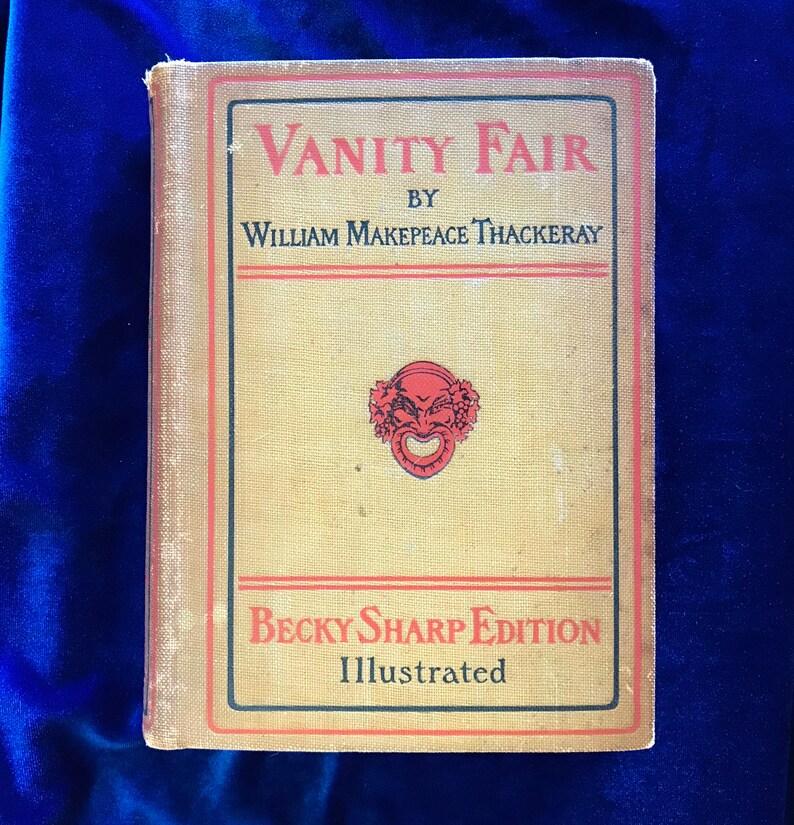 VANITY FAIR
BY
WILLIAM MAKEPEACE THACKERAY
BECKY SHARP EDITION
Illustrated